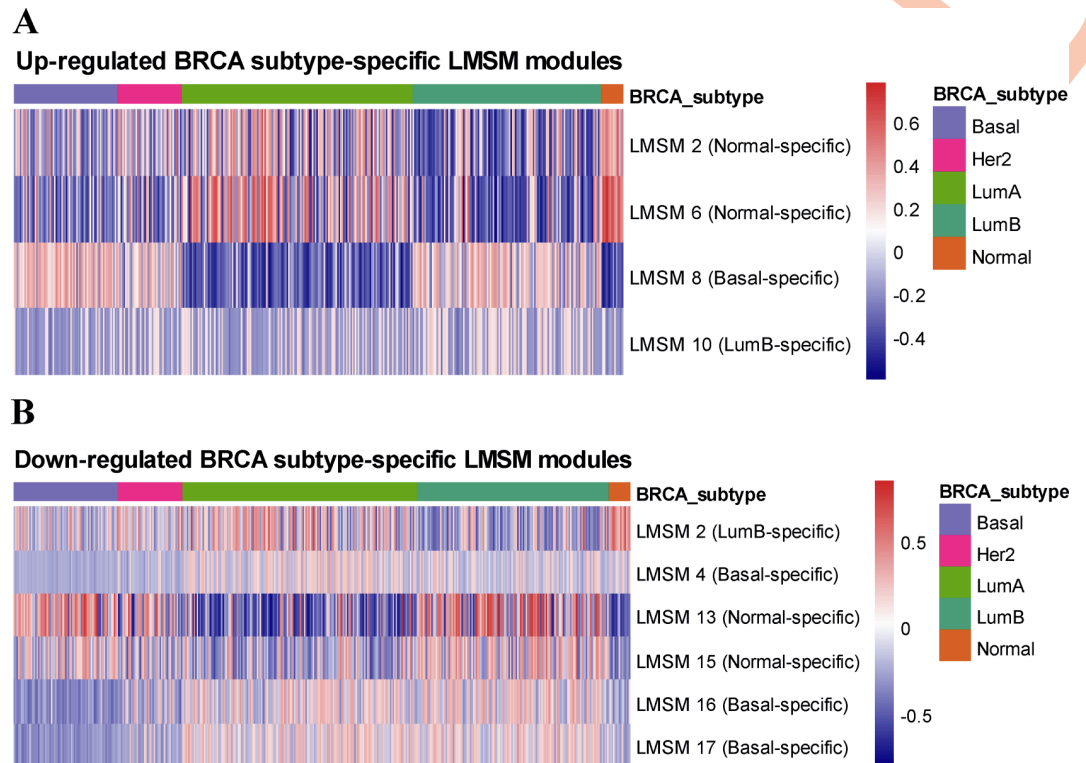 A
Up-regulated BRCA subtype-specific LMSM modules
BRCA_subtype
LMSM 2 (Normal-specific)
LMSM 6 (Normal-specific)
LMSM 8 (Basal-specific)
LMSM 10 (LumB-specific)
0.6
0.4
0.2
0
-0.2
-0.4
BRCA_subtype
Basal
Her2
LumA
LumB
Normal
B
Down-regulated BRCA subtype-specific LMSM modules
BRCA_subtype
LMSM 2 (LumB-specific)
LMSM 4 (Basal-specific)
LMSM 13 (Normal-specific)
LMSM 15 (Normal-specific)
LMSM 16 (Basal-specific)
LMSM 17 (Basal-specific)
0.5
0
-0.5
BRCA_subtype
Basal
Her2
LumA
LumB
Normal